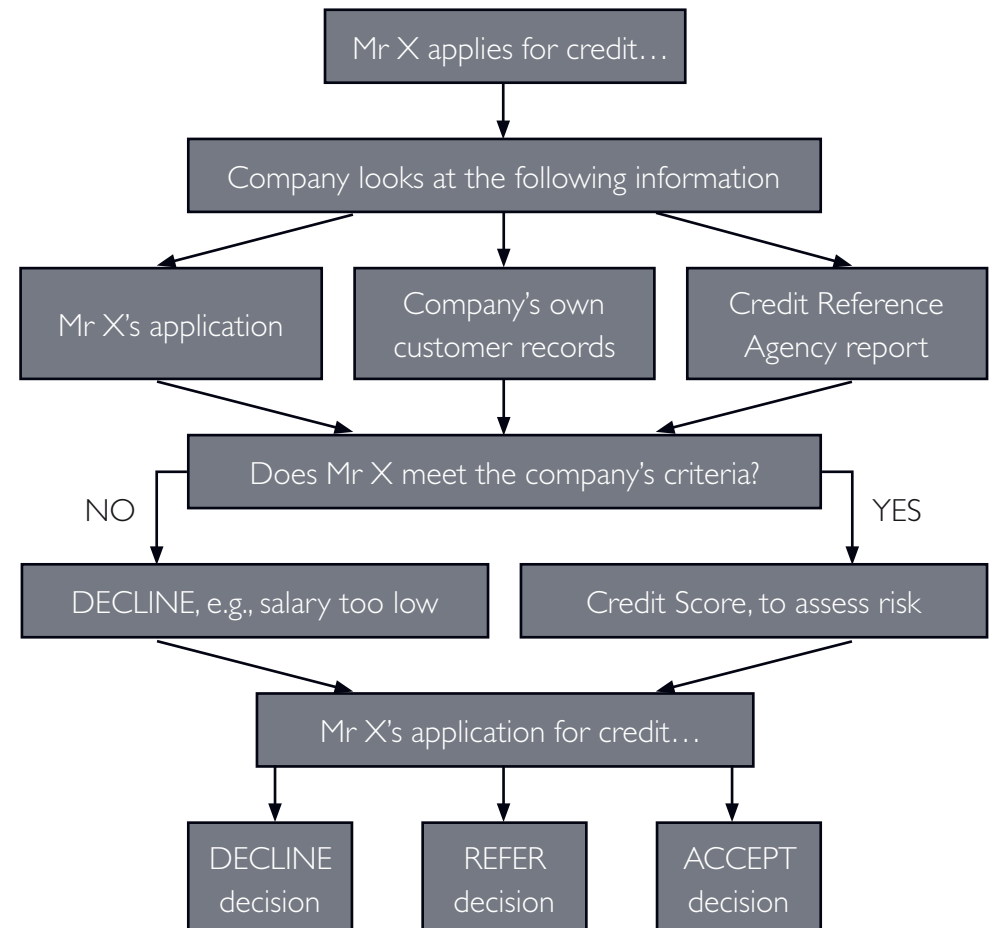 Mr X applies for credit…
Company looks at the following information
Mr X’s application
Company’s own
customer records
Credit Reference
Agency report
Does Mr X meet the company’s criteria?
NO
YES
DECLINE, e.g., salary too low
Credit Score, to assess risk
Mr X’s application for credit…
DECLINE
decision
REFER
decision
ACCEPT
decision